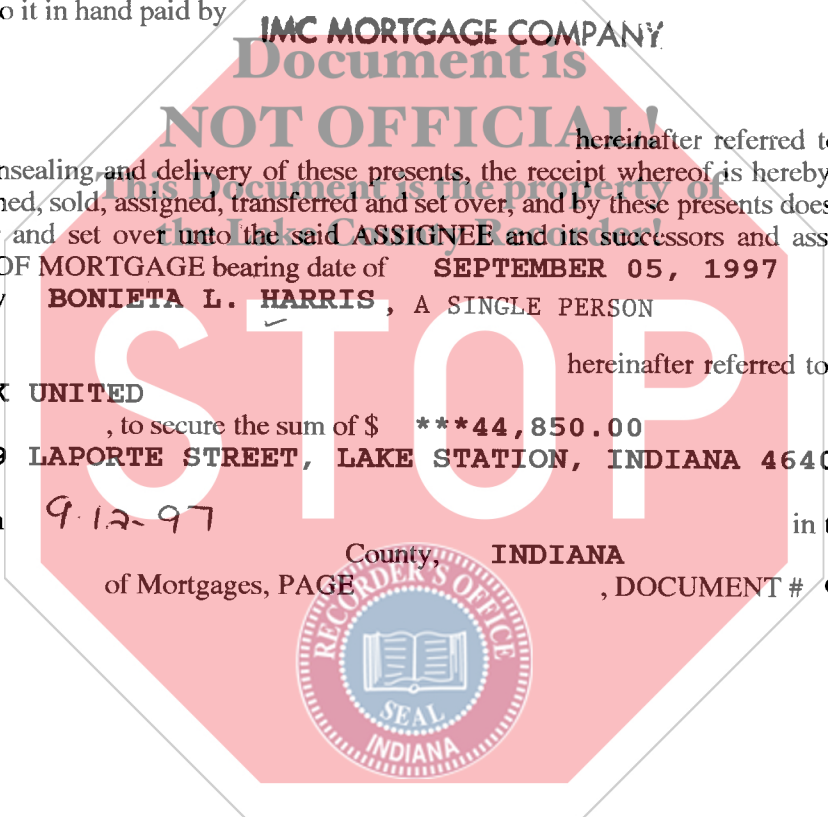 o it in hand paid by
IMC MORTGAGE COMPANY
Document is
NOT OFFICIAL!
hereinafter referred to
nsealing and delivery of these presents, the receipt whereof is hereby
This Document is the property of
ned, sold, assigned, transferred and set over, and by these presents does
the Lake County Recorder!
and set over unto the said ASSIGNEE and its successors and ass
OF MORTGAGE bearing date of SEPTEMBER 05, 1997
BONIETA L. HARRIS, A SINGLE PERSON
STOP
hereinafter referred to
K UNITED
, to secure the sum of $ ***44,850.00
9 LAPORTE STREET, LAKE STATION, INDIANA 4640
9-12-97 in t
County, INDIANA
of Mortgages, PAGE , DOCUMENT #
RECORDER'S OFFICE
SEAL
INDIANA